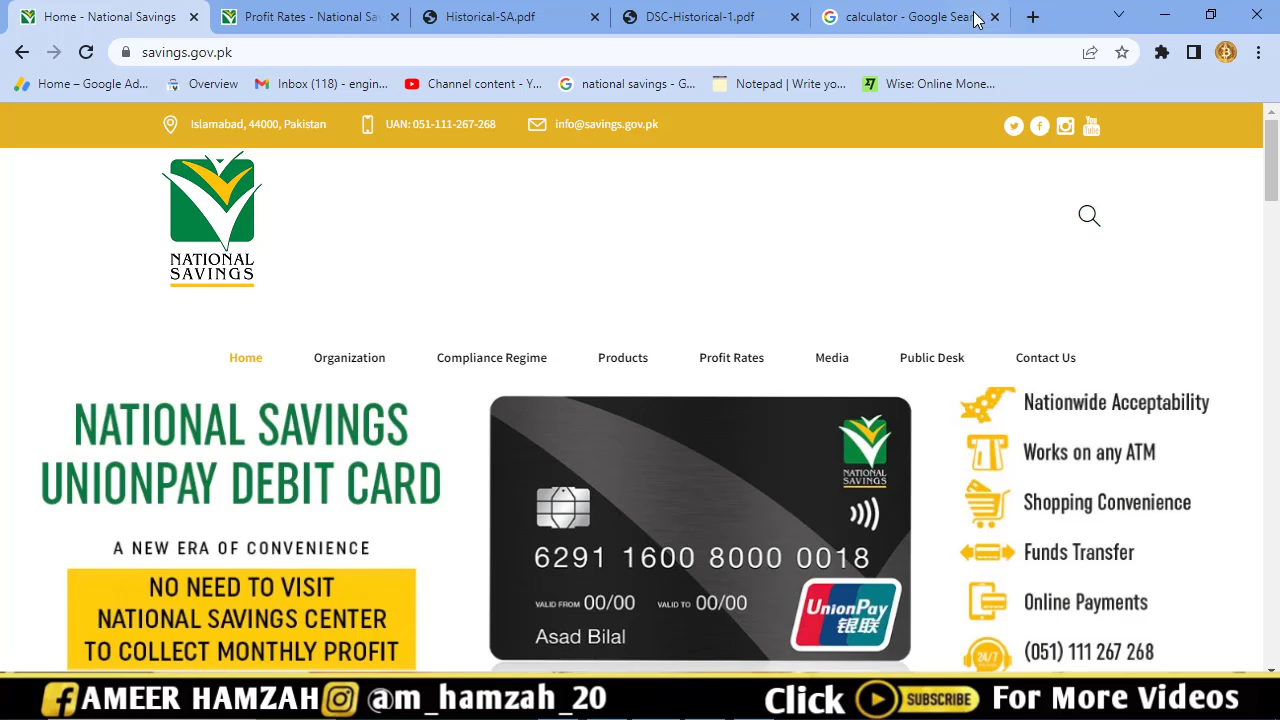 Home - National Savings
Profit Rates - National Sa
Historical-SA.pdf
DSC-Historical-1.pdf
calculator - Google Sear
savings.gov.pk
Home – Google Ad...
Overview
Inbox (118) - engin...
Channel content - Y...
national savings - G...
Notepad | Write yo...
Wise: Online Mone...
Islamabad, 44000, Pakistan
UAN: 051-111-267-268
info@savings.gov.pk
You
Tube
NATIONAL
SAVINGS
Home
Organization
Compliance Regime
Products
Profit Rates
Media
Public Desk
Contact Us
NATIONAL SAVINGS
UNIONPAY DEBIT CARD
A NEW ERA OF CONVENIENCE
NO NEED TO VISIT
NATIONAL SAVINGS CENTER
TO COLLECT MONTHLY PROFIT
NATIONAL
SAVINGS
6291 1600 8000 0018
VALID FROM 00/00 VALID TO 00/00
Asad Bilal
UnionPay
银联
Nationwide Acceptability
Works on any ATM
Shopping Convenience
Funds Transfer
Online Payments
24/7
(051) 111 267 268
AMEER HAMZAH @m_hamzah_20
Click SUBSCRIBE For More Videos